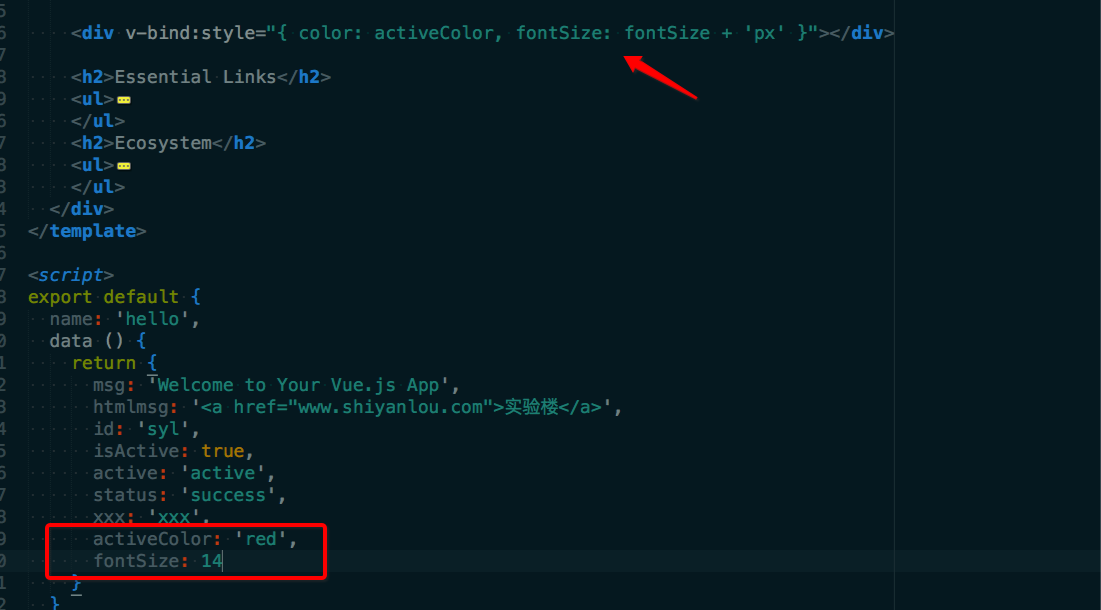 5
6 <div v-bind:style="{ color: activeColor, fontSize: fontSize + 'px' }"></div>
7
8 <h2>Essential Links</h2>
9 <ul>
6 </ul>
7 <h2>Ecosystem</h2>
8 <ul>
3 </ul>
4 </div>
5 </template>
6
7 <script>
8 export default {
9 name: 'hello',
0 data () {
1 return {
2 msg: 'Welcome to Your Vue.js App',
3 htmlmsg: '<a href="www.shiyanlou.com">实验楼</a>',
4 id: 'syl',
5 isActive: true,
6 active: 'active',
7 status: 'success',
8 xxx: 'xxx',
9 activeColor: 'red',
0 fontSize: 14
1 }
2 }